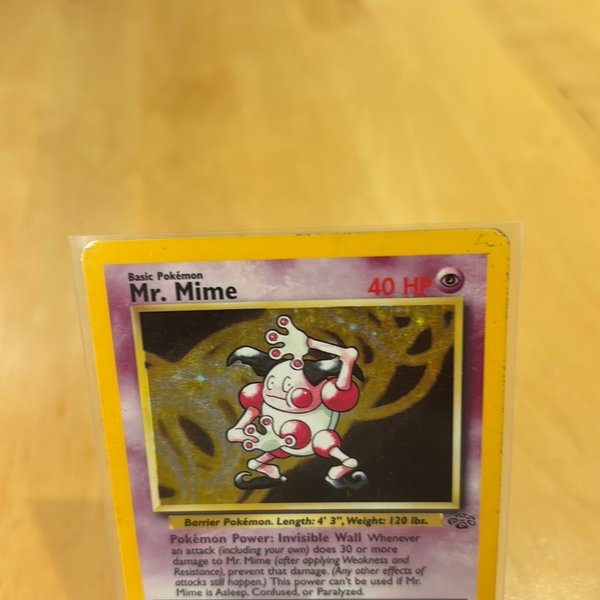 Basic Pokémon
Mr. Mime
40 HP
Barrier Pokémon. Length: 4' 3", Weight: 120 lbs.
Pokémon Power: Invisible Wall Whenever
an attack (including your own) does 30 or more
damage to Mr. Mime (after applying Weakness and
Resistance), prevent that damage. (Any other effects of
attacks still happen.) This power can't be used if Mr.
Mime is Asleep, Confused, or Paralyzed.